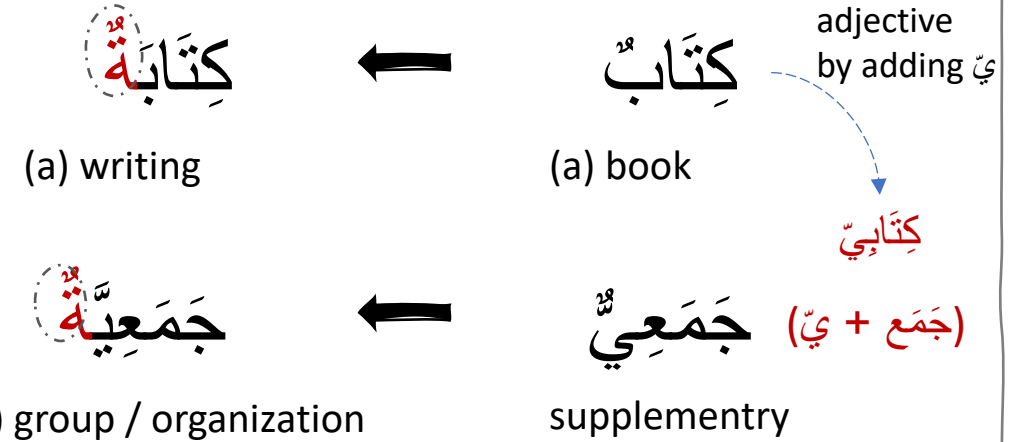 adjective
by adding يّ
كِتَابٌ
كِتَابَةٌ
(a) book
(a) writing
كِتَابِيّ
جَمَعِيٌّ
(جَمَع + يّ)
جَمَعِيَّةٌ
supplementry
) group / organization